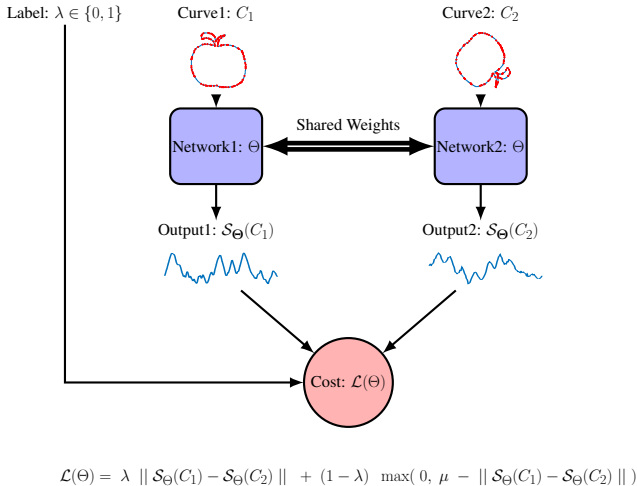 Label: λ ∈ {0, 1}
Curve1: C₁
Curve2: C₂
Shared Weights
Network1: Θ
Network2: Θ
Output1: 𝒮_Θ(C₁)
Output2: 𝒮_Θ(C₂)
Cost: ℒ(Θ)
ℒ(Θ) = λ || 𝒮_Θ(C₁) − 𝒮_Θ(C₂) || + (1 − λ) max( 0, μ − || 𝒮_Θ(C₁) − 𝒮_Θ(C₂) || )